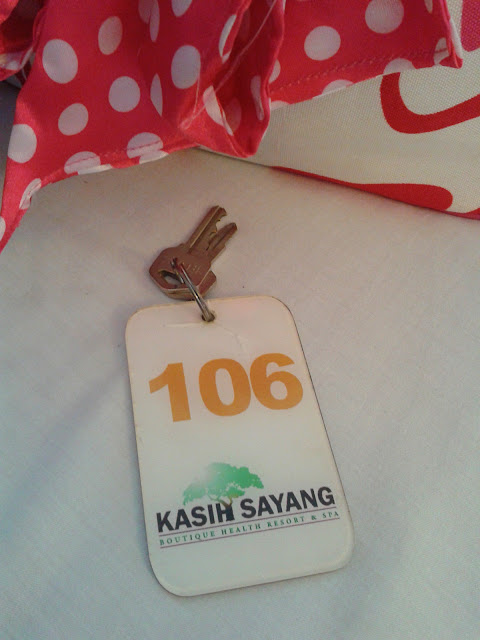 106
KASIH SAYANG
BOUTIQUE HEALTH RESORT & SPA